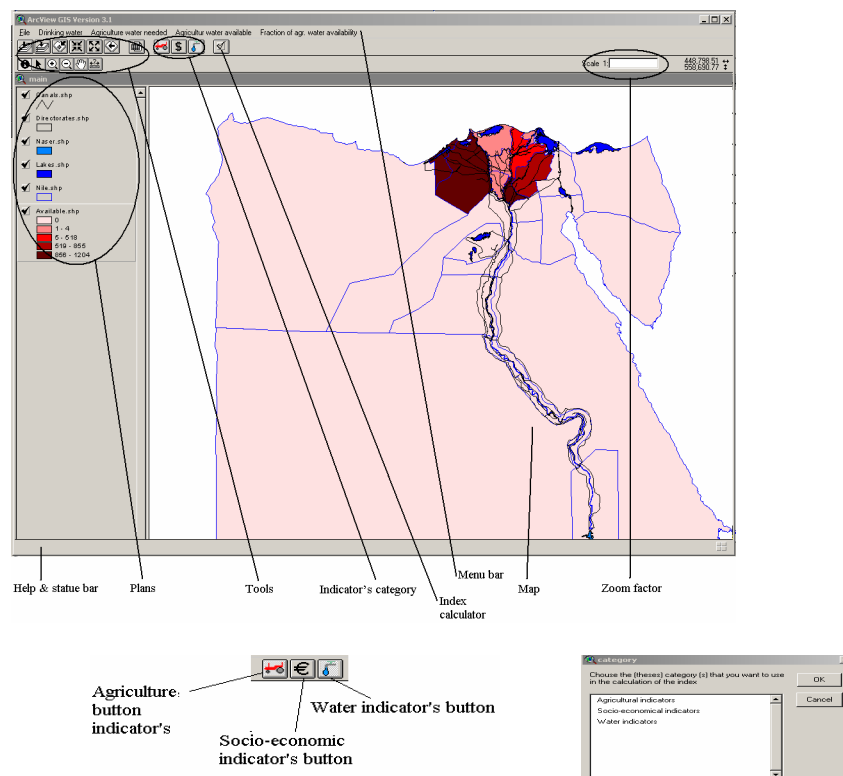 ArcView GIS Version 3.1
File Drinking water Agriculture water needed Agricultur water available Fraction of agr. water availability
$
Scale 1:
448,798.51
558,690.77
main
Canals.shp
Directorates.shp
Naser.shp
Lakes.shp
Nile.shp
Available.shp
0
1 - 4
5 - 518
519 - 855
856 - 1204
Help & statue bar
Plans
Tools
Indicator's category
Index
calculator
Menu bar
Map
Zoom factor
€
Agriculture
button
indicator's
Water indicator's button
Socio-economic
indicator's button
category
Choose the (theses) category (s) that you want to use
in the calculation of the index
OK
Cancel
Agricultural indicators
Socio-economical indicators
Water indicators